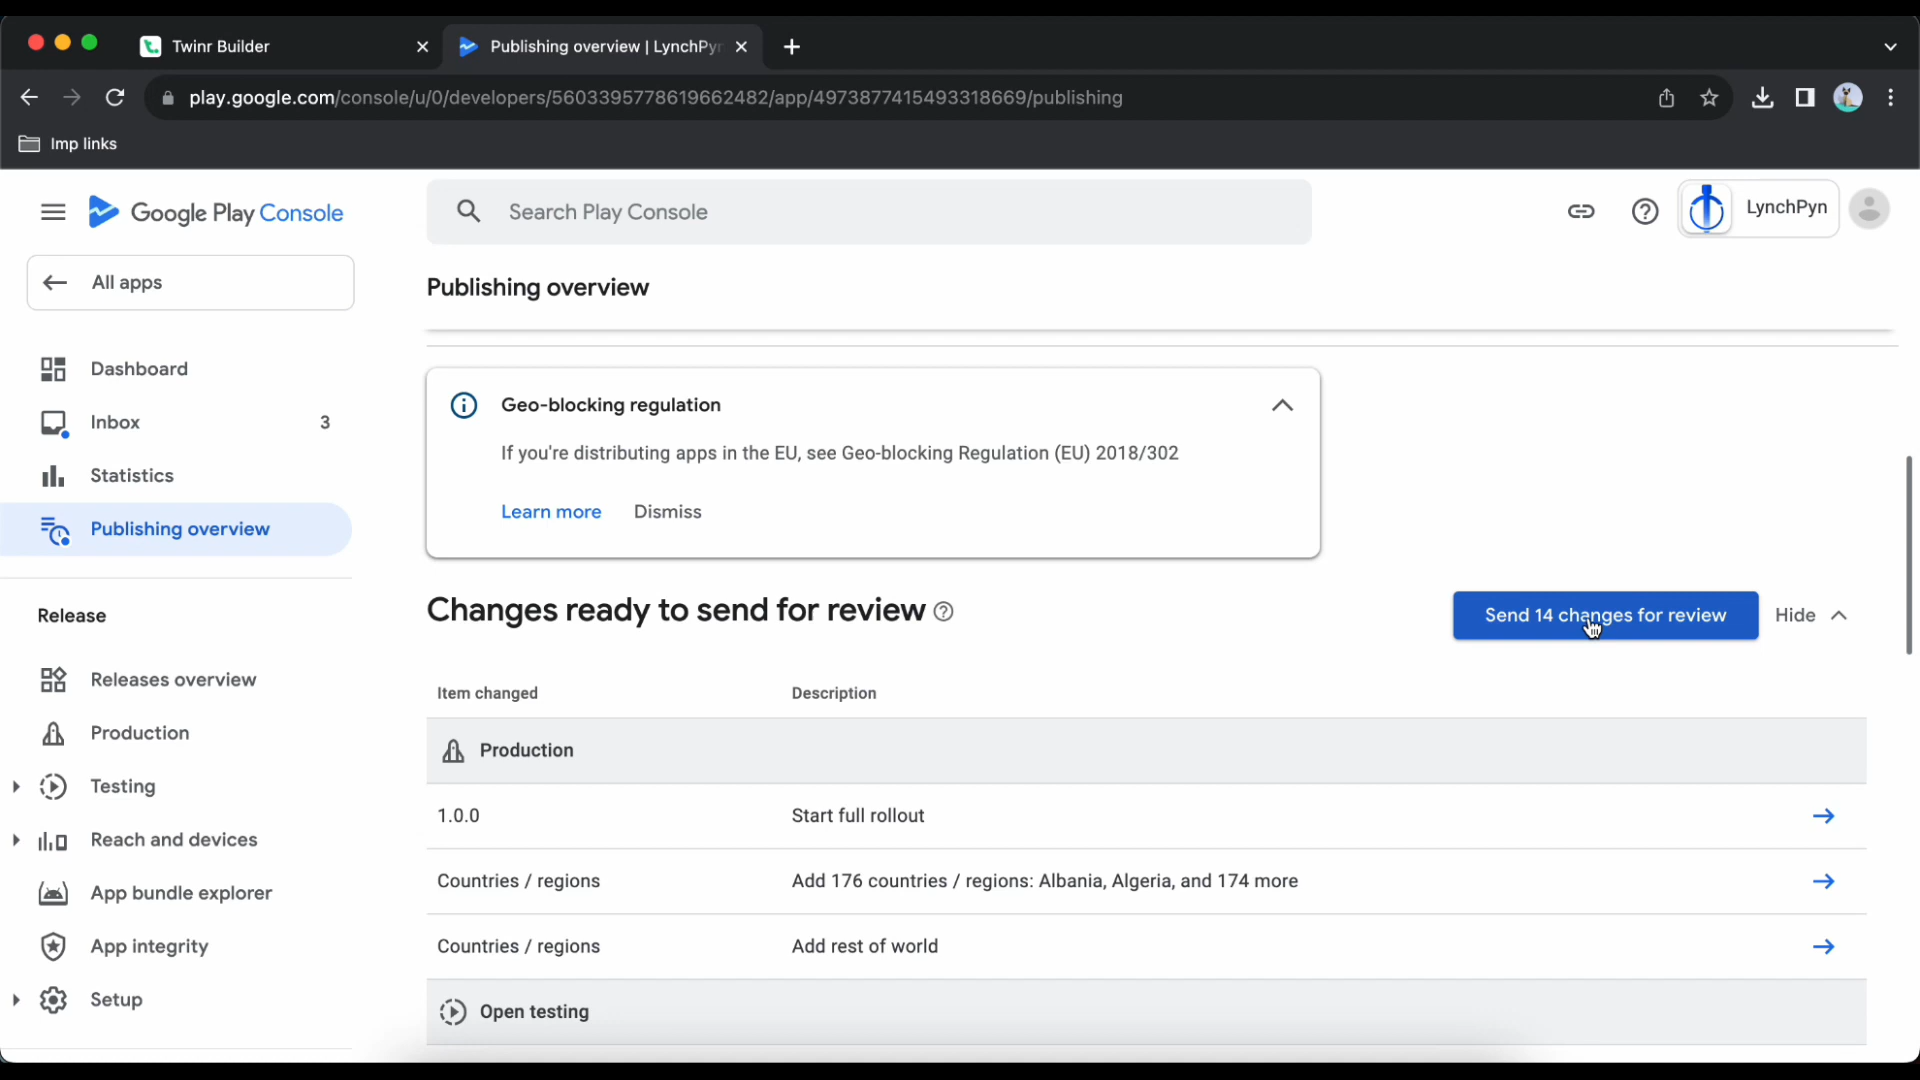 Twinr Builder
Publishing overview | LynchPyn
play.google.com/console/u/0/developers/5603395778619662482/app/4973877415493318669/publishing
Imp links
Google Play Console
Search Play Console
LynchPyn
All apps
Publishing overview
Dashboard
Inbox 3
Statistics
Publishing overview
Release
Releases overview
Production
Testing
Reach and devices
App bundle explorer
App integrity
Setup
Geo-blocking regulation
If you're distributing apps in the EU, see Geo-blocking Regulation (EU) 2018/302
Learn more Dismiss
Changes ready to send for review
Send 14 changes for review Hide
Item changed Description
Production
1.0.0 Start full rollout
Countries / regions Add 176 countries / regions: Albania, Algeria, and 174 more
Countries / regions Add rest of world
Open testing